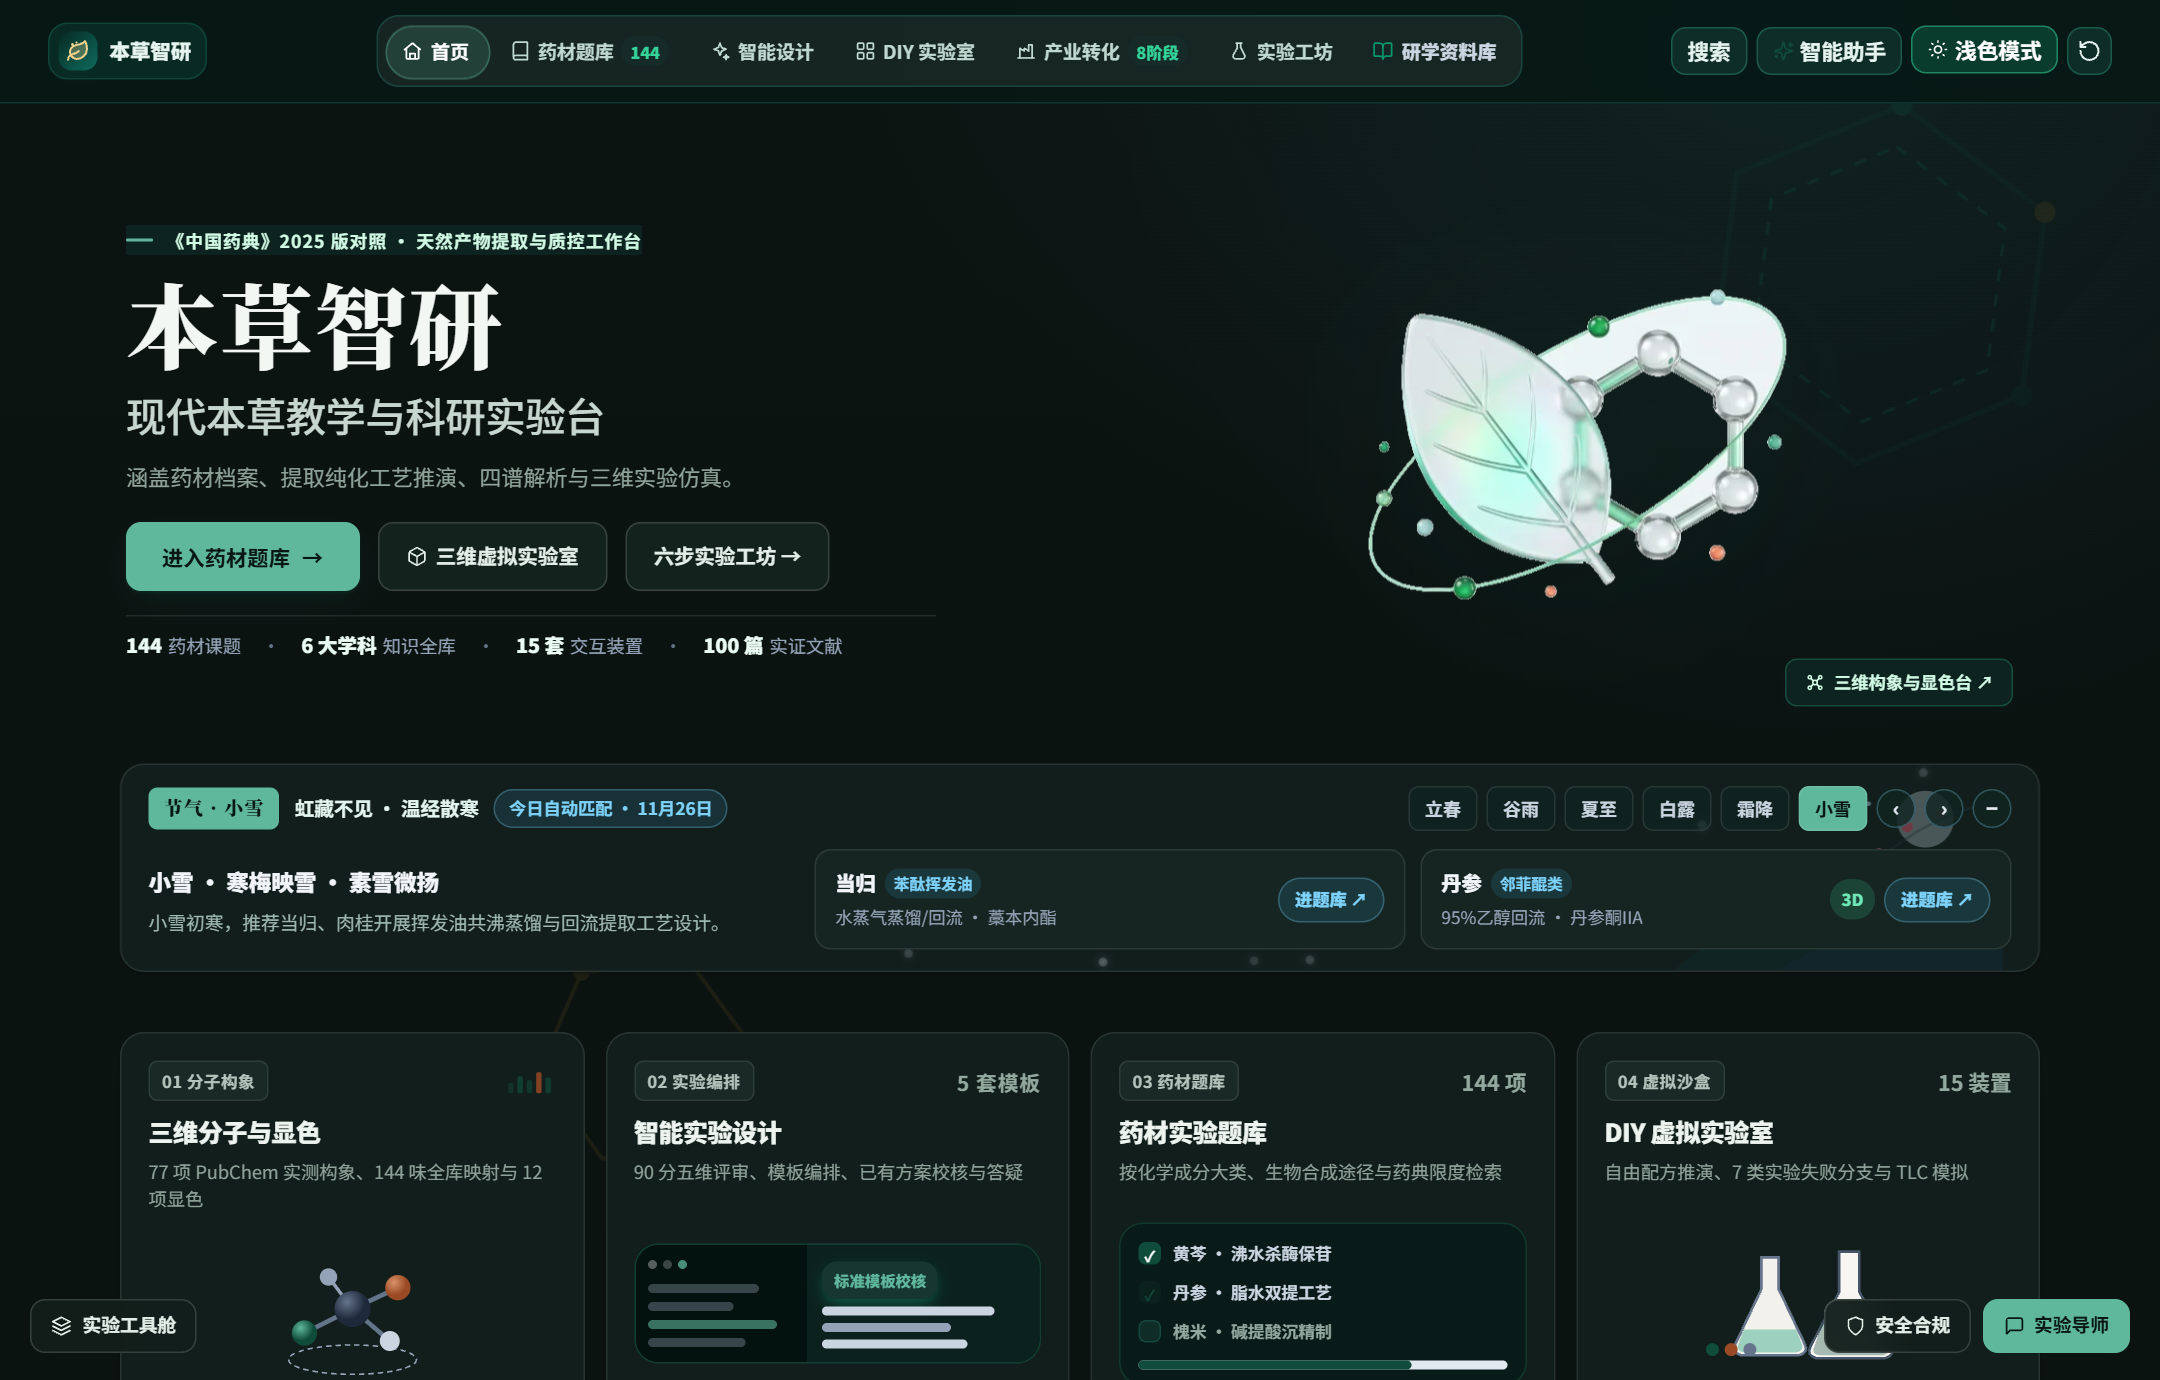 本草智研
首页
药材题库 144
智能设计
DIY 实验室
产业转化 8阶段
实验工坊
研学资料库
搜索
智能助手
浅色模式
《中国药典》2025 版对照 · 天然产物提取与质控工作台
本草智研
现代本草教学与科研实验台
涵盖药材档案、提取纯化工艺推演、四谱解析与三维实验仿真。
进入药材题库 →
三维虚拟实验室
六步实验工坊 →
144 药材课题 · 6 大学科 知识全库 · 15 套 交互装置 · 100 篇 实证文献
三维构象与显色台 ↗
节气 · 小雪
虹藏不见 · 温经散寒
今日自动匹配 · 11月26日
立春
谷雨
夏至
白露
霜降
小雪
‹
›
−
小雪 · 寒梅映雪 · 素雪微扬
小雪初寒，推荐当归、肉桂开展挥发油共沸蒸馏与回流提取工艺设计。
当归 苯酞挥发油
水蒸气蒸馏/回流 · 藁本内酯
进题库 ↗
丹参 邻菲醌类
95%乙醇回流 · 丹参酮IIA
3D
进题库 ↗
01 分子构象
三维分子与显色
77 项 PubChem 实测构象、144 味全库映射与 12
项显色
02 实验编排
5 套模板
智能实验设计
90 分五维评审、模板编排、已有方案校核与答疑
标准模板校核
03 药材题库
144 项
药材实验题库
按化学成分大类、生物合成途径与药典限度检索
黄芩 · 沸水杀酶保苷
丹参 · 脂水双提工艺
槐米 · 碱提酸沉精制
04 虚拟沙盒
15 装置
DIY 虚拟实验室
自由配方推演、7 类实验失败分支与 TLC 模拟
实验工具舱
安全合规
实验导师